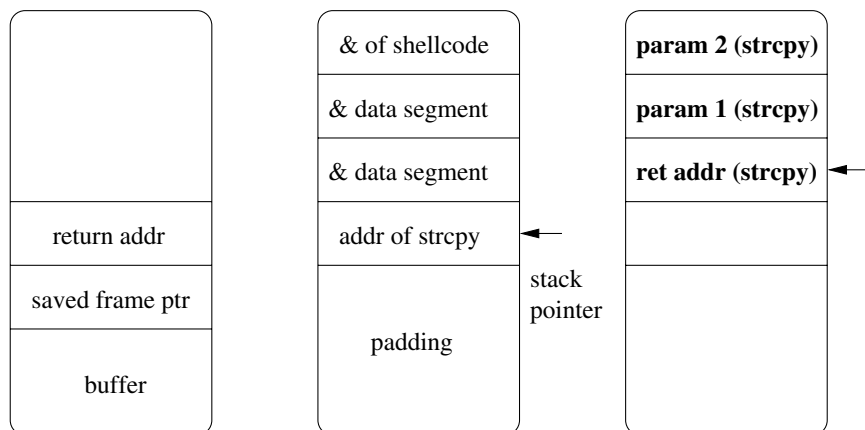 return addr
saved frame ptr
buffer
& of shellcode
& data segment
& data segment
addr of strcpy
padding
stack
pointer
param 2 (strcpy)
param 1 (strcpy)
ret addr (strcpy)